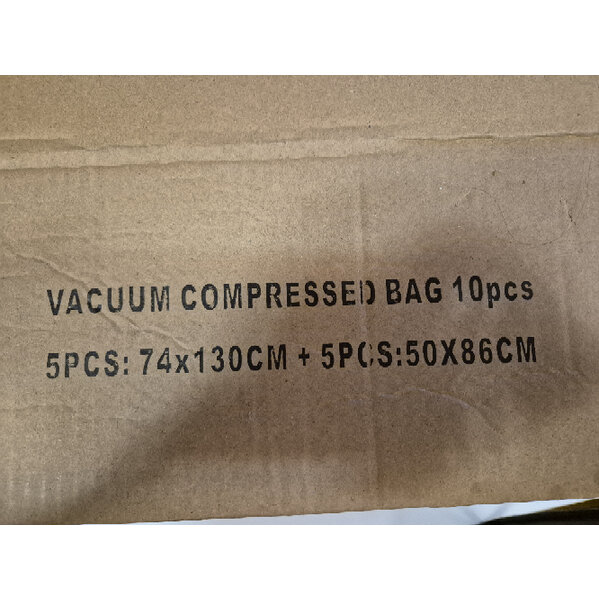 VACUUM COMPRESSED BAG 10pcs
5PCS: 74x130CM + 5PCS:50X86CM